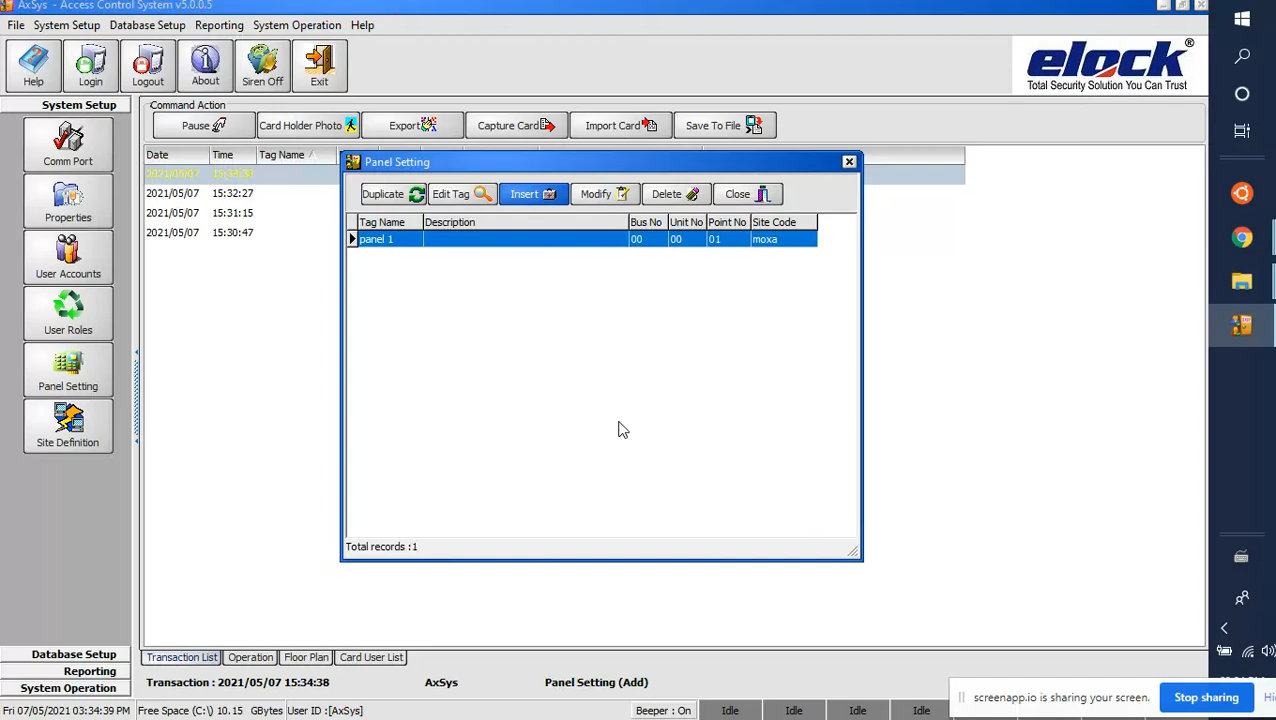 AxSys - Access Control System v5.0.0.5
File System Setup Database Setup Reporting System Operation Help
Help Login Logout About Siren Off Exit
elock ®
Total Security Solution You Can Trust
System Setup
Comm Port
Properties
User Accounts
User Roles
Panel Setting
Site Definition
Database Setup
Reporting
System Operation
Command Action
Pause Card Holder Photo Export Capture Card Import Card Save To File
Date Time Tag Name
2021/05/07 15:34:38
2021/05/07 15:32:27
2021/05/07 15:31:15
2021/05/07 15:30:47
Panel Setting
Duplicate Edit Tag Insert Modify Delete Close
Tag Name Description Bus No Unit No Point No Site Code
panel 1 00 00 01 moxa
Total records :1
Transaction List Operation Floor Plan Card User List
Transaction : 2021/05/07 15:34:38 AxSys Panel Setting (Add)
Fri 07/05/2021 03:34:39 PM Free Space (C:\) 10.15 GBytes User ID :[AxSys] Beeper : On Idle Idle Idle Idle
screenapp.io is sharing your screen. Stop sharing